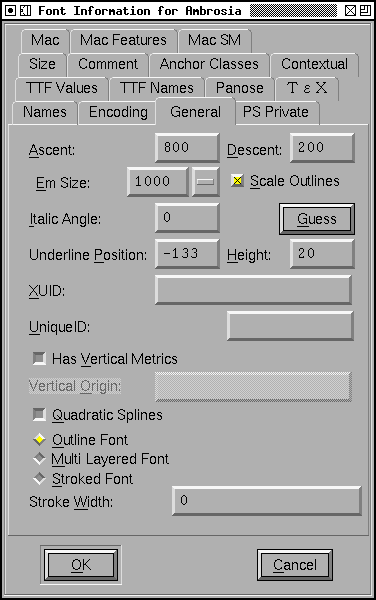 Font Information for Ambrosia
Mac Mac Features Mac SM
Size Comment Anchor Classes Contextual
TTF Values TTF Names Panose T ε X
Names Encoding General PS Private
Ascent: 800 Descent: 200
Em Size: 1000 Scale Outlines
Italic Angle: 0 Guess
Underline Position: -133 Height: 20
XUID:
UniqueID:
Has Vertical Metrics
Vertical Origin:
Quadratic Splines
Outline Font
Multi Layered Font
Stroked Font
Stroke Width: 0
OK Cancel